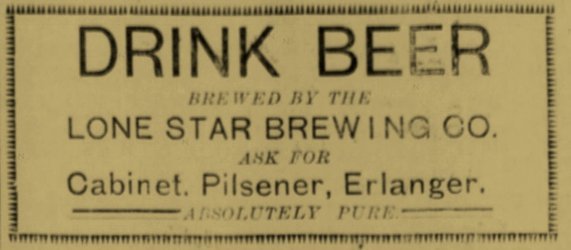 DRINK BEER
BREWED BY THE
LONE STAR BREWING CO.
ASK FOR
Cabinet. Pilsener, Erlanger.
ABSOLUTELY PURE.